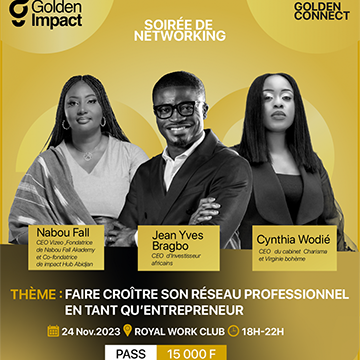 Golden
Impact
SOIRÉE DE
NETWORKING
GOLDEN
CONNECT
Nabou Fall
CEO Vizeo ,Fondatrice
de Nabou Fall Akademy
et Co-fondatrice
de impact Hub Abidjan
Jean Yves
Bragbo
CEO d'Investisseur
africains
Cynthia Wodié
CEO du cabinet Charisme
et Virginie bohème
THÈME : FAIRE CROÎTRE SON RÉSEAU PROFESSIONNEL
EN TANT QU'ENTREPRENEUR
24 Nov.2023 ROYAL WORK CLUB 18H-22H
PASS 15 000 F